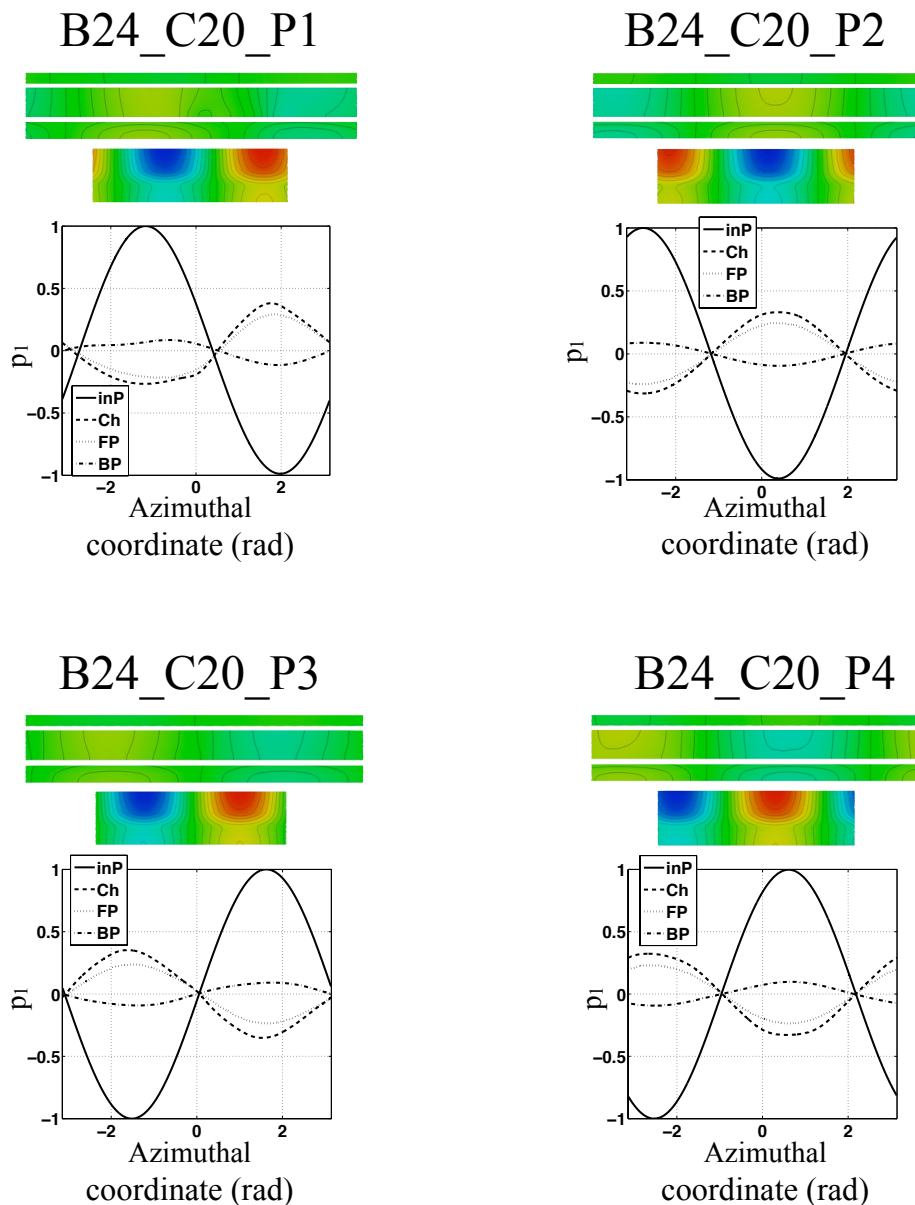 B24_C20_P1
1
0.5
0
−0.5
−1
p1
inP
Ch
FP
BP
−2
0
2
Azimuthal
coordinate (rad)
B24_C20_P2
1
0.5
0
−0.5
−1
p1
inP
Ch
FP
BP
−2
0
2
Azimuthal
coordinate (rad)
B24_C20_P3
1
0.5
0
−0.5
−1
p1
inP
Ch
FP
BP
−2
0
2
Azimuthal
coordinate (rad)
B24_C20_P4
1
0.5
0
−0.5
−1
p1
inP
Ch
FP
BP
−2
0
2
Azimuthal
coordinate (rad)